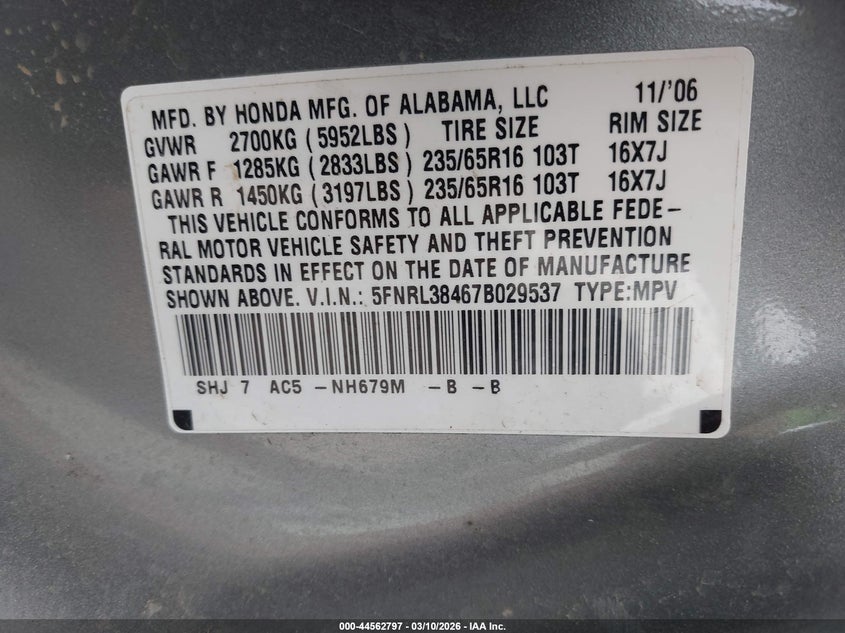 MFD. BY HONDA MFG. OF ALABAMA, LLC 11/'06
GVWR 2700KG (5952LBS) TIRE SIZE RIM SIZE
GAWR F 1285KG (2833LBS) 235/65R16 103T 16X7J
GAWR R 1450KG (3197LBS) 235/65R16 103T 16X7J
THIS VEHICLE CONFORMS TO ALL APPLICABLE FEDE-
RAL MOTOR VEHICLE SAFETY AND THEFT PREVENTION
STANDARDS IN EFFECT ON THE DATE OF MANUFACTURE
SHOWN ABOVE. V.I.N.: 5FNRL38467B029537 TYPE:MPV
SHJ 7 AC5 -NH679M -B -B
000-44562797 - 03/10/2026 - IAA Inc.